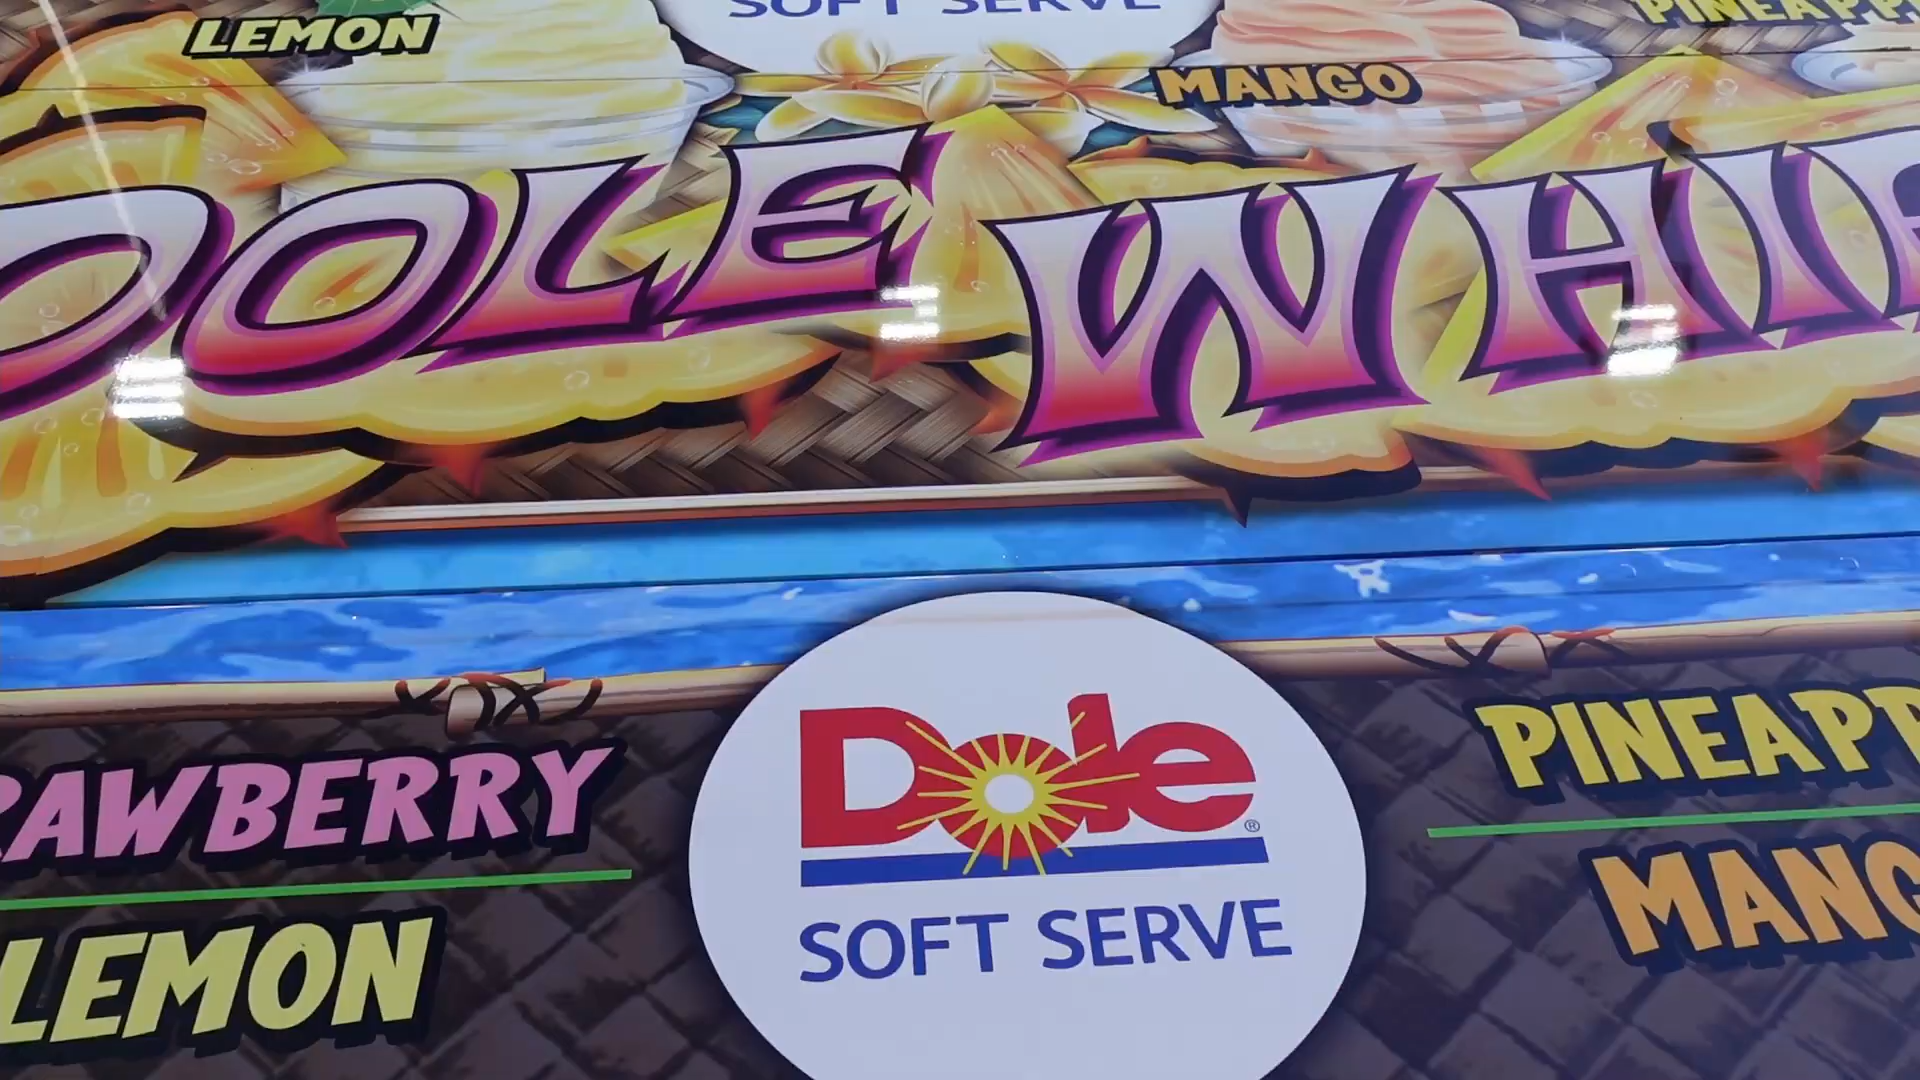 SOFT SERVE
LEMON
MANGO
DOLE WHIP
RAWBERRY
LEMON
Dole®
SOFT SERVE
PINEAPP
MANG